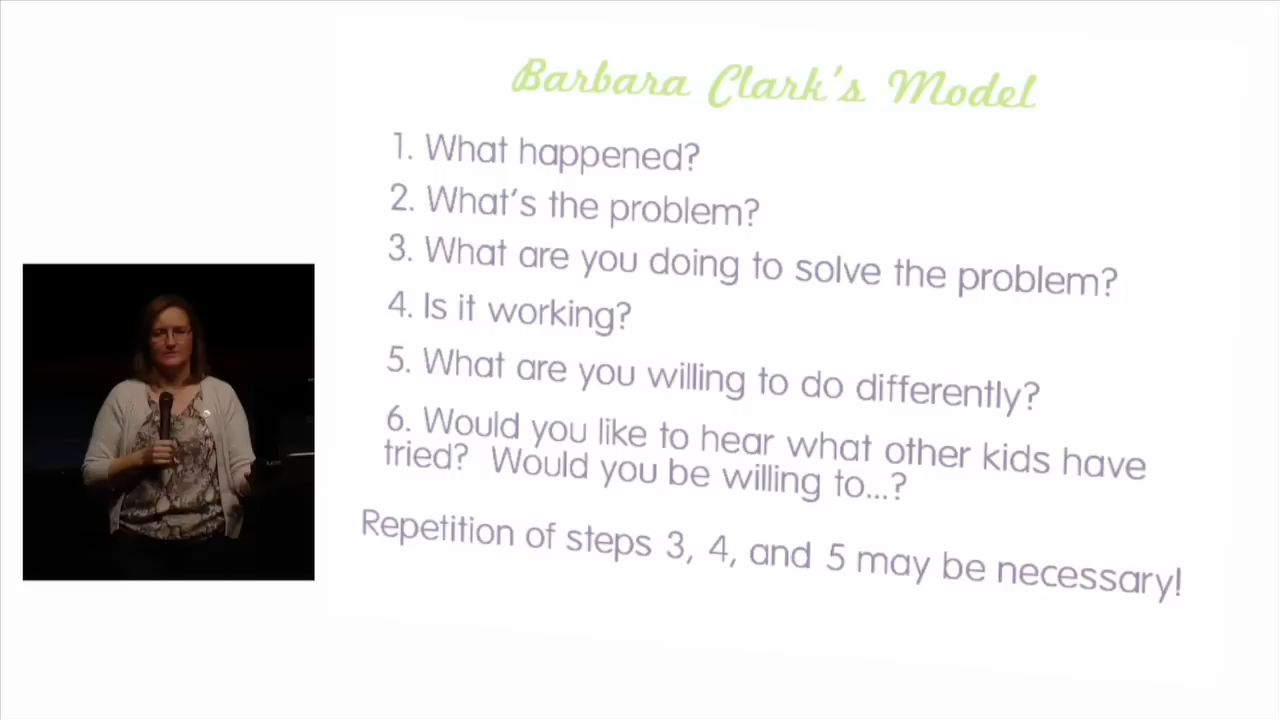 Barbara Clark's Model
1. What happened?
2. What's the problem?
3. What are you doing to solve the problem?
4. Is it working?
5. What are you willing to do differently?
6. Would you like to hear what other kids have
tried?  Would you be willing to...?
Repetition of steps 3, 4, and 5 may be necessary!